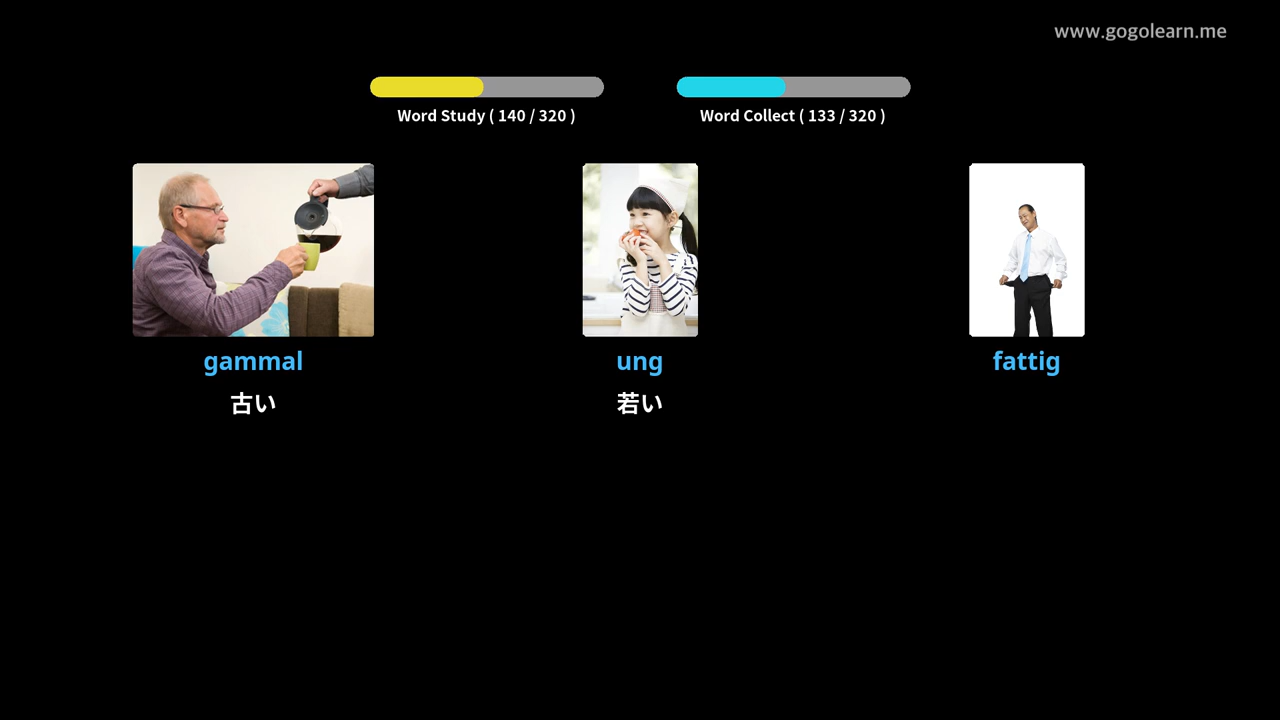 www.gogolearn.me
Word Study ( 140 / 320 )
Word Collect ( 133 / 320 )
gammal
ung
fattig
古い
若い